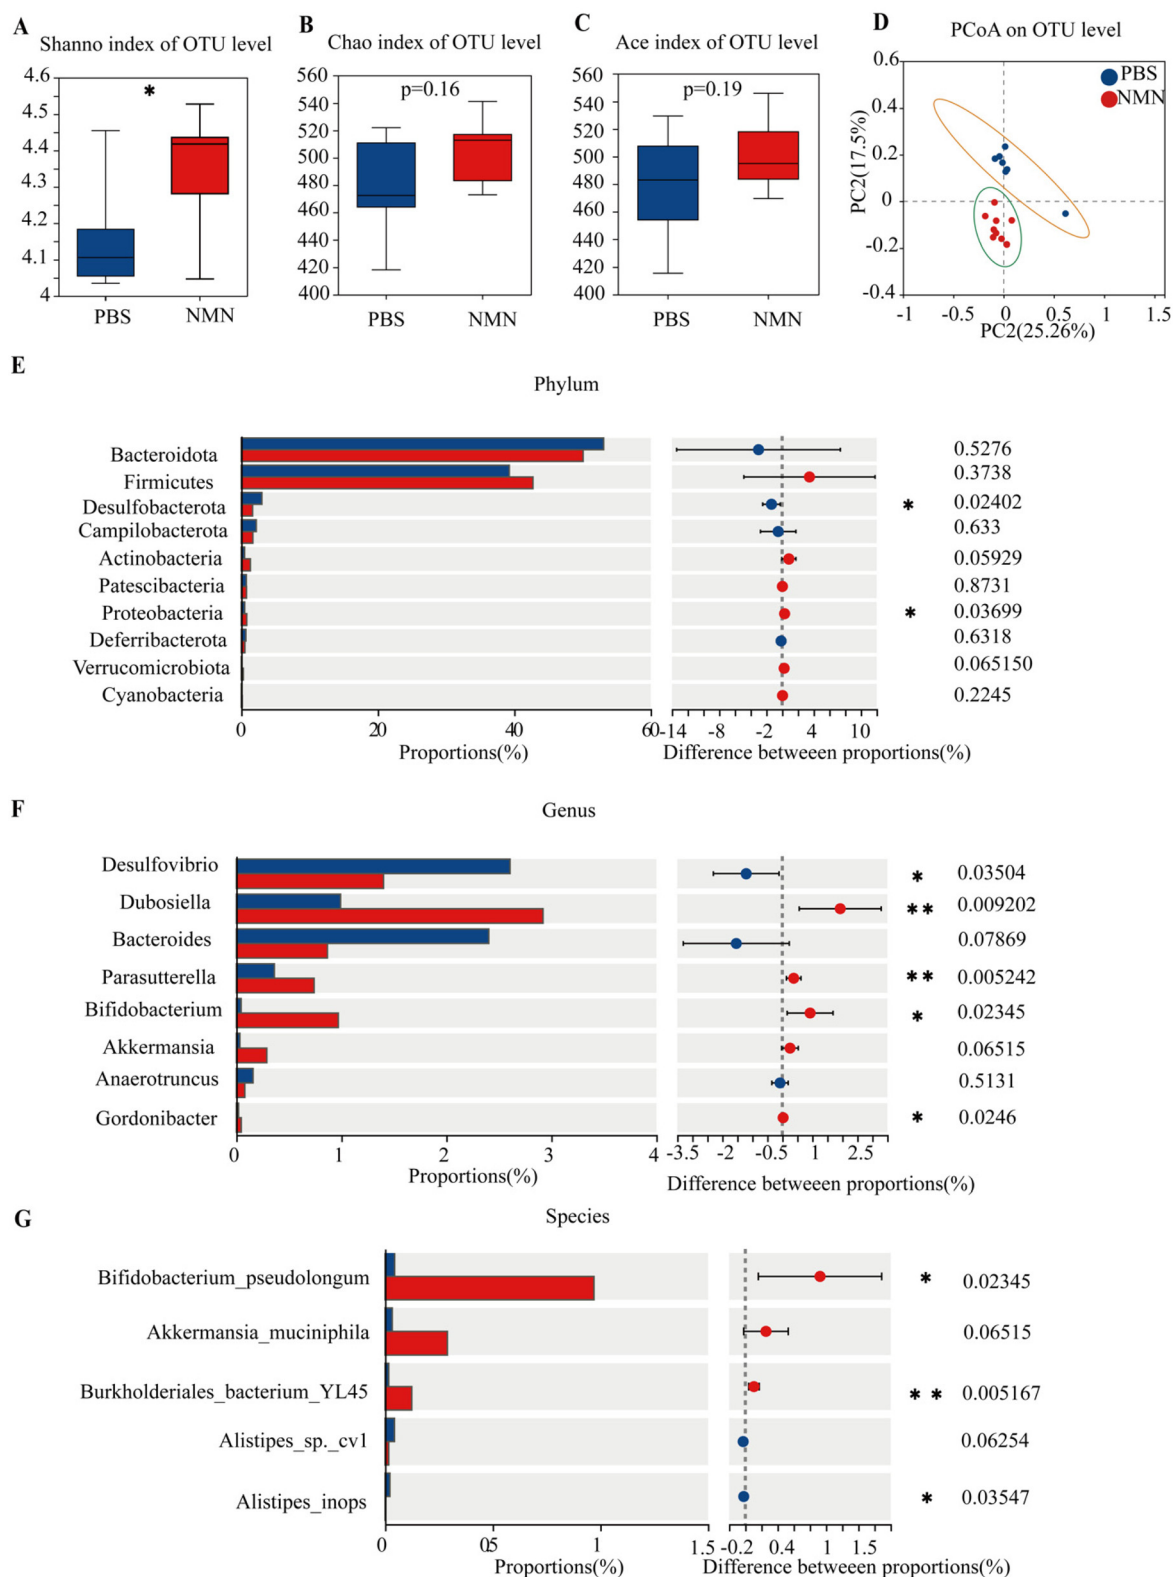 A
Shanno index of OTU level
4.6
4.4
4.3
4.2
4.1
4
*
PBS
NMN
B
Chao index of OTU level
560
540
520
500
480
460
440
420
400
p=0.16
PBS
NMN
C
Ace index of OTU level
560
540
520
500
480
460
440
420
400
p=0.19
PBS
NMN
D
PCoA on OTU level
PBS
NMN
PC2(17.5%)
0.6
0.4
0.2
0
-0.2
-0.4
-1 -0.5 0 0.5 1 1.5
PC2(25.26%)
E
Phylum
Bacteroidota 0.5276
Firmicutes 0.3738
Desulfobacterota * 0.02402
Campilobacterota 0.633
Actinobacteria 0.05929
Patescibacteria 0.8731
Proteobacteria * 0.03699
Deferribacterota 0.6318
Verrucomicrobiota 0.065150
Cyanobacteria 0.2245
0 20 40 60 -14 -8 -2 4 10
Proportions(%) Difference betweeen proportions(%)
F
Genus
Desulfovibrio * 0.03504
Dubosiella ** 0.009202
Bacteroides 0.07869
Parasutterella ** 0.005242
Bifidobacterium * 0.02345
Akkermansia 0.06515
Anaerotruncus 0.5131
Gordonibacter * 0.0246
0 1 2 3 4 -3.5 -2 -0.5 1 2.5
Proportions(%) Difference betweeen proportions(%)
G
Species
Bifidobacterium_pseudolongum * 0.02345
Akkermansia_muciniphila 0.06515
Burkholderiales_bacterium_YL45 * * 0.005167
Alistipes_sp._cv1 0.06254
Alistipes_inops * 0.03547
0 0.5 1 1.5 -0.2 0.4 1 1.6
Proportions(%) Difference betweeen proportions(%)